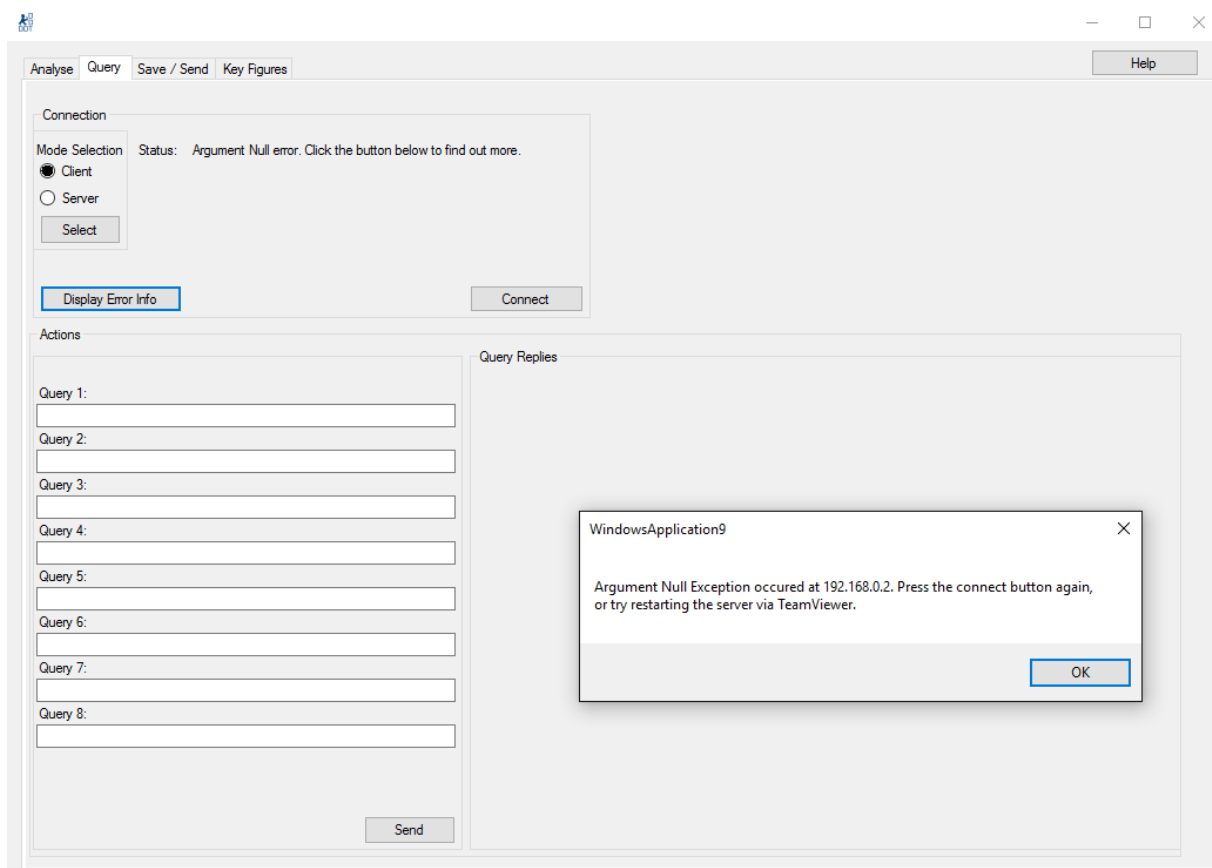 Analyse Query Save / Send Key Figures Help
Connection
Mode Selection Status: Argument Null error. Click the button below to find out more.
Client
Server
Select
Display Error Info Connect
Actions
Query Replies
Query 1:
Query 2:
Query 3:
Query 4:
Query 5:
Query 6:
Query 7:
Query 8:
Send
WindowsApplication9
Argument Null Exception occured at 192.168.0.2. Press the connect button again,
or try restarting the server via TeamViewer.
OK